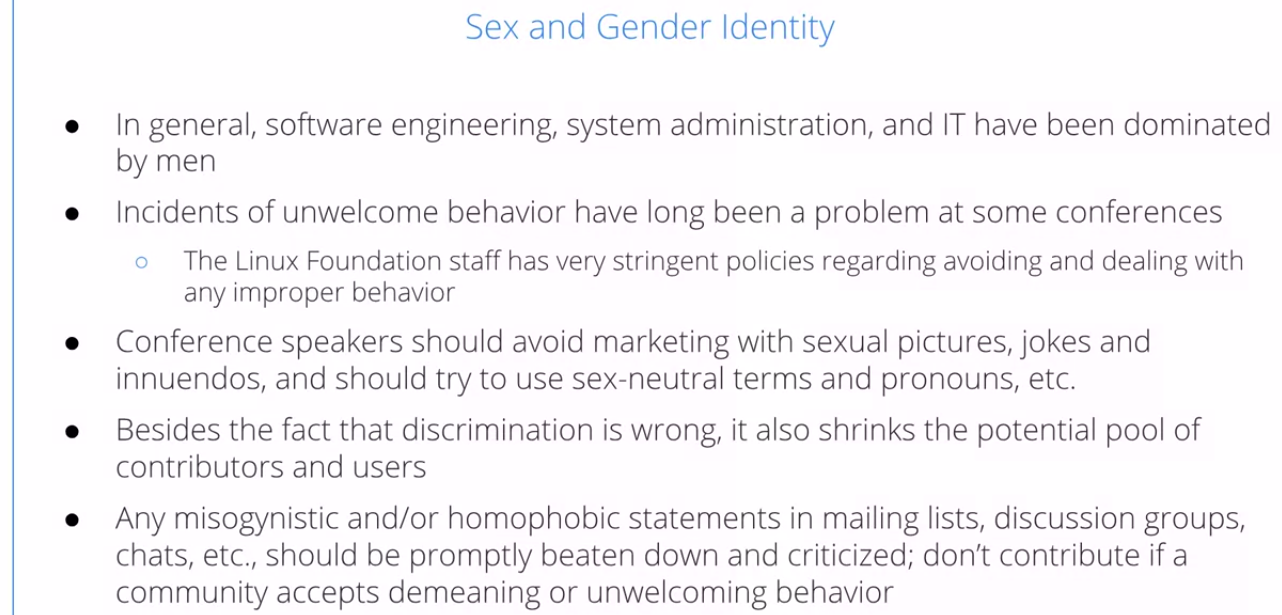 Sex and Gender Identity
● In general, software engineering, system administration, and IT have been dominated
by men
● Incidents of unwelcome behavior have long been a problem at some conferences
○ The Linux Foundation staff has very stringent policies regarding avoiding and dealing with
any improper behavior
● Conference speakers should avoid marketing with sexual pictures, jokes and
innuendos, and should try to use sex-neutral terms and pronouns, etc.
● Besides the fact that discrimination is wrong, it also shrinks the potential pool of
contributors and users
● Any misogynistic and/or homophobic statements in mailing lists, discussion groups,
chats, etc., should be promptly beaten down and criticized; don't contribute if a
community accepts demeaning or unwelcoming behavior